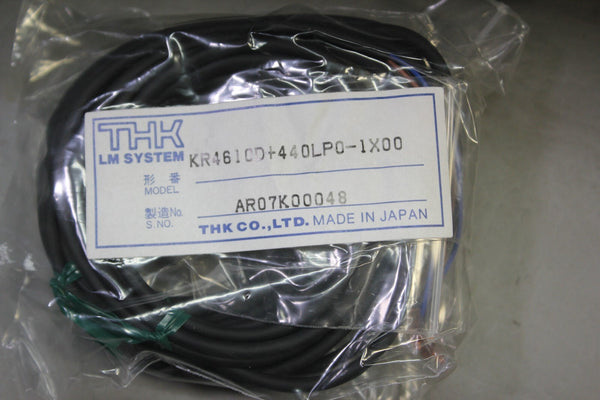 THK
LM SYSTEM
KR4610D+440LP0-1X00
形番
MODEL
AR07K00048
製造No.
S.NO.
THK CO., LTD. MADE IN JAPAN